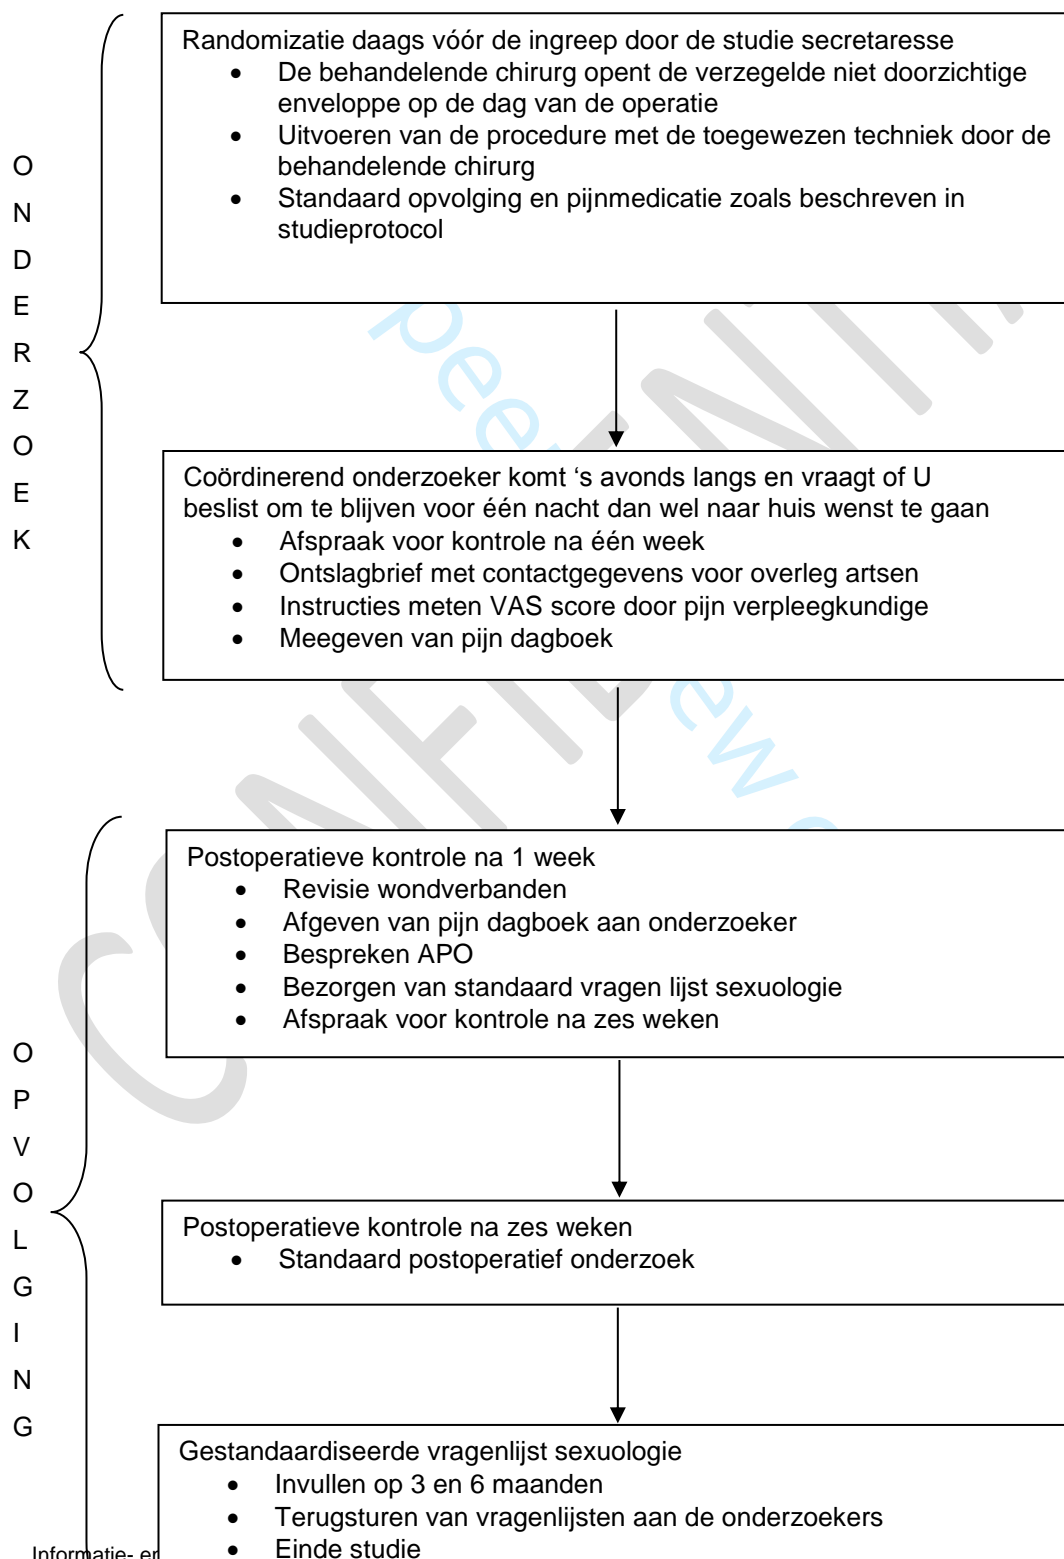 Randomizatie daags vóór de ingreep door de studie secretaresse
• De behandelende chirurg opent de verzegelde niet doorzichtige
enveloppe op de dag van de operatie
• Uitvoeren van de procedure met de toegewezen techniek door de
behandelende chirurg
• Standaard opvolging en pijnmedicatie zoals beschreven in
studieprotocol
O
N
D
E
R
Z
O
E
K
Coördinerend onderzoeker komt ‘s avonds langs en vraagt of U
beslist om te blijven voor één nacht dan wel naar huis wenst te gaan
• Afspraak voor kontrole na één week
• Ontslagbrief met contactgegevens voor overleg artsen
• Instructies meten VAS score door pijn verpleegkundige
• Meegeven van pijn dagboek
Postoperatieve kontrole na 1 week
• Revisie wondverbanden
• Afgeven van pijn dagboek aan onderzoeker
• Bespreken APO
• Bezorgen van standaard vragen lijst sexuologie
• Afspraak voor kontrole na zes weken
O
P
V
O
L
G
I
N
G
Postoperatieve kontrole na zes weken
• Standaard postoperatief onderzoek
Gestandaardiseerde vragenlijst sexuologie
• Invullen op 3 en 6 maanden
• Terugsturen van vragenlijsten aan de onderzoekers
• Einde studie
Informatie- en